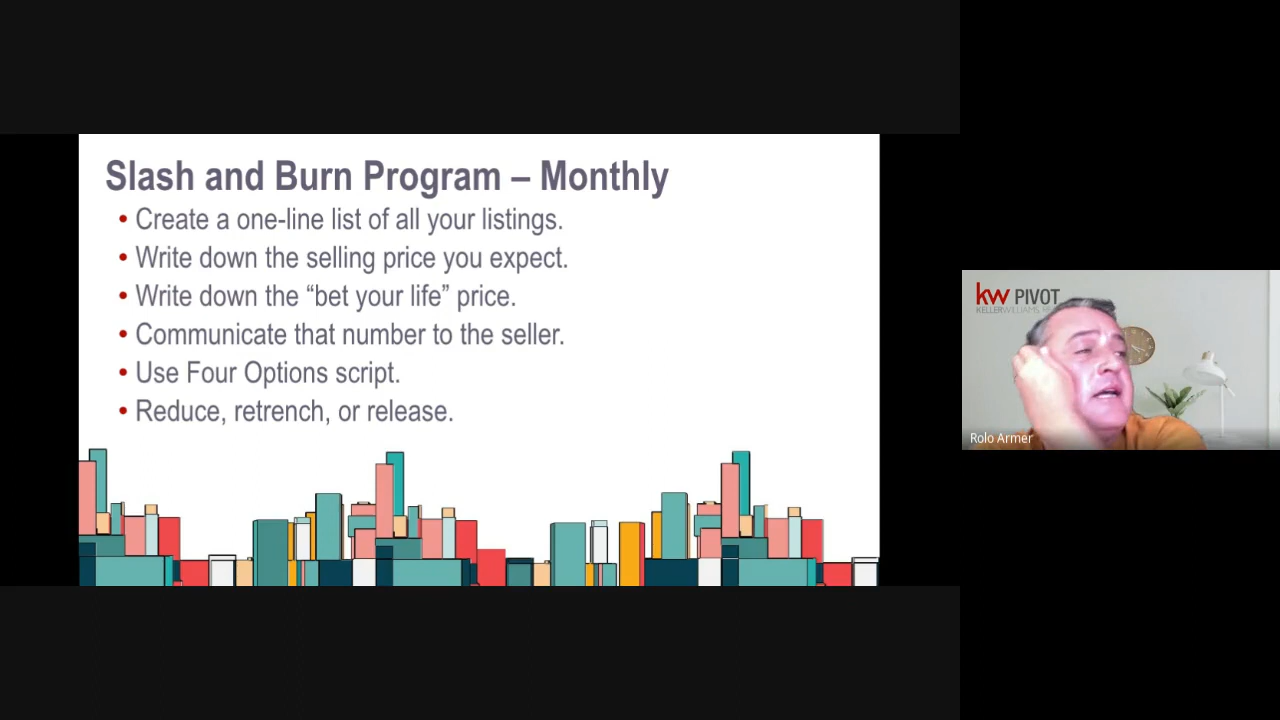 Slash and Burn Program – Monthly
• Create a one-line list of all your listings.
• Write down the selling price you expect.
• Write down the “bet your life” price.
• Communicate that number to the seller.
• Use Four Options script.
• Reduce, retrench, or release.
kw PIVOT
KELLERWILLIAMS.
Rolo Armer